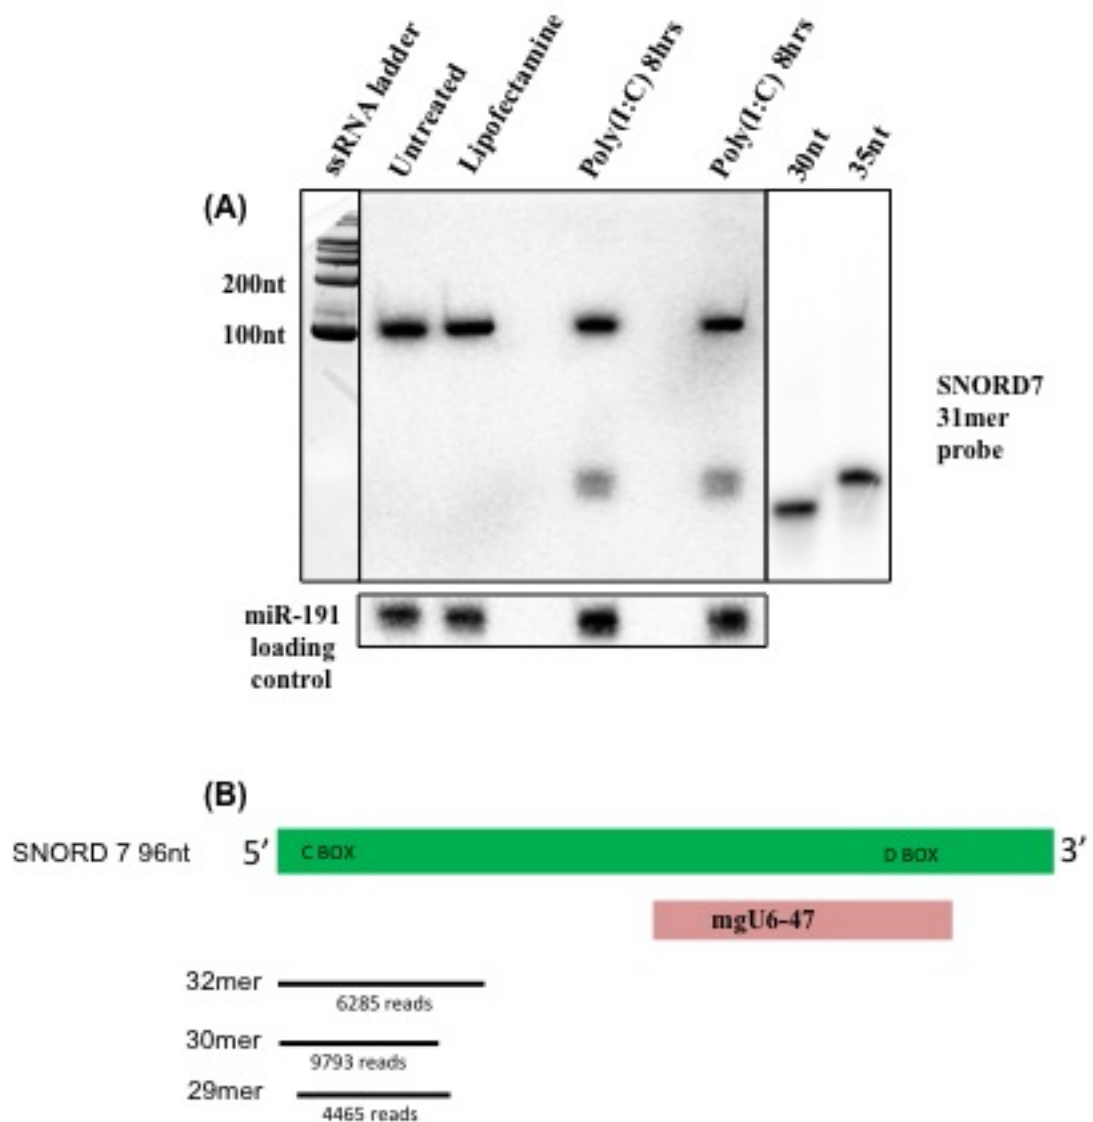 ssRNA ladder
Untreated
Lipofectamine
Poly(I:C) 8hrs
Poly(I:C) 8hrs
30nt
35nt
(A)
200nt
100nt
SNORD7
31mer
probe
miR-191
loading
control
(B)
SNORD 7 96nt 5’ C BOX D BOX 3’
mgU6-47
32mer
6285 reads
30mer
9793 reads
29mer
4465 reads